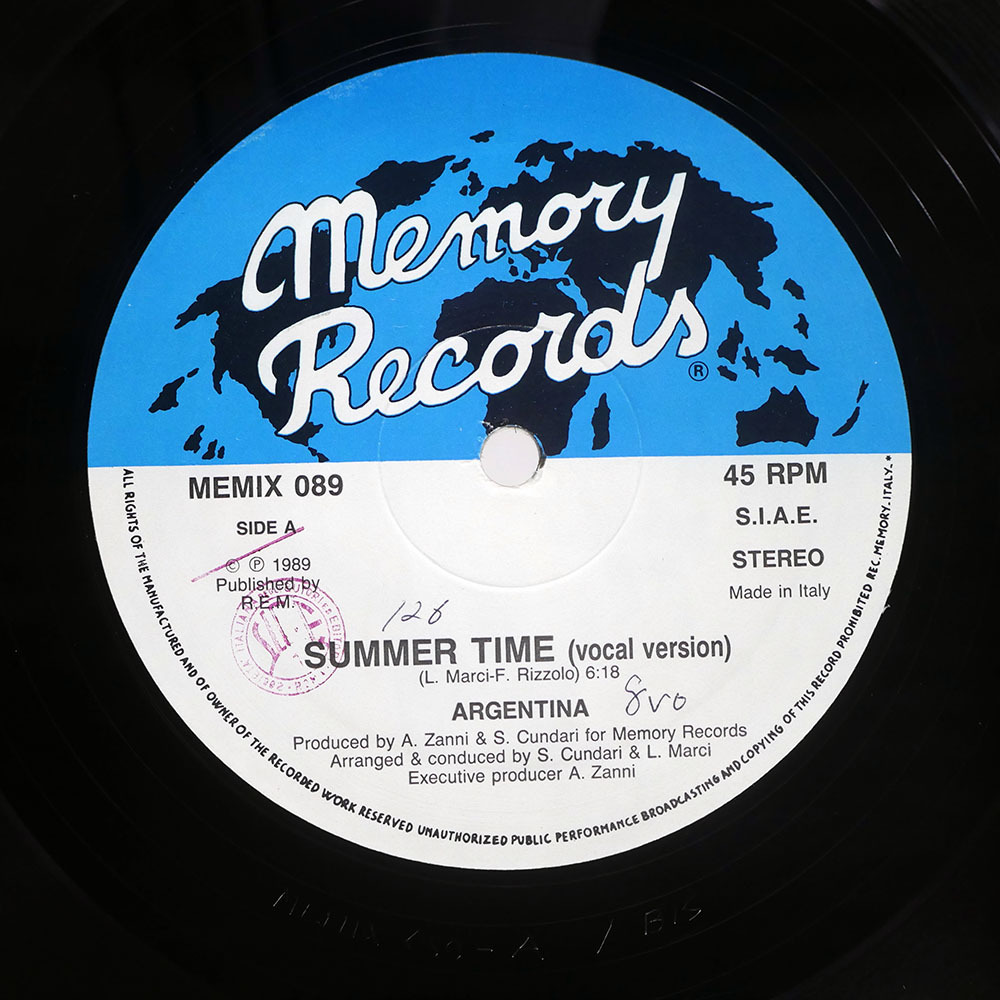 Memory
Records
®
MEMIX 089
45 RPM
SIDE A
S.I.A.E.
© ℗ 1989
STEREO
Published by
R.E.M.
Made in Italy
126
SUMMER TIME (vocal version)
(L. Marci-F. Rizzolo) 6:18
ARGENTINA
8vo
Produced by A. Zanni & S. Cundari for Memory Records
Arranged & conducted by S. Cundari & L. Marci
Executive producer A. Zanni
ALL RIGHTS OF THE MANUFACTURED AND OF OWNER OF THE RECORDED WORK RESERVED UNAUTHORIZED PUBLIC PERFORMANCE BROADCASTING AND COPYING OF THIS RECORD PROHIBITED REC. MEMORY. ITALY.*
BIS